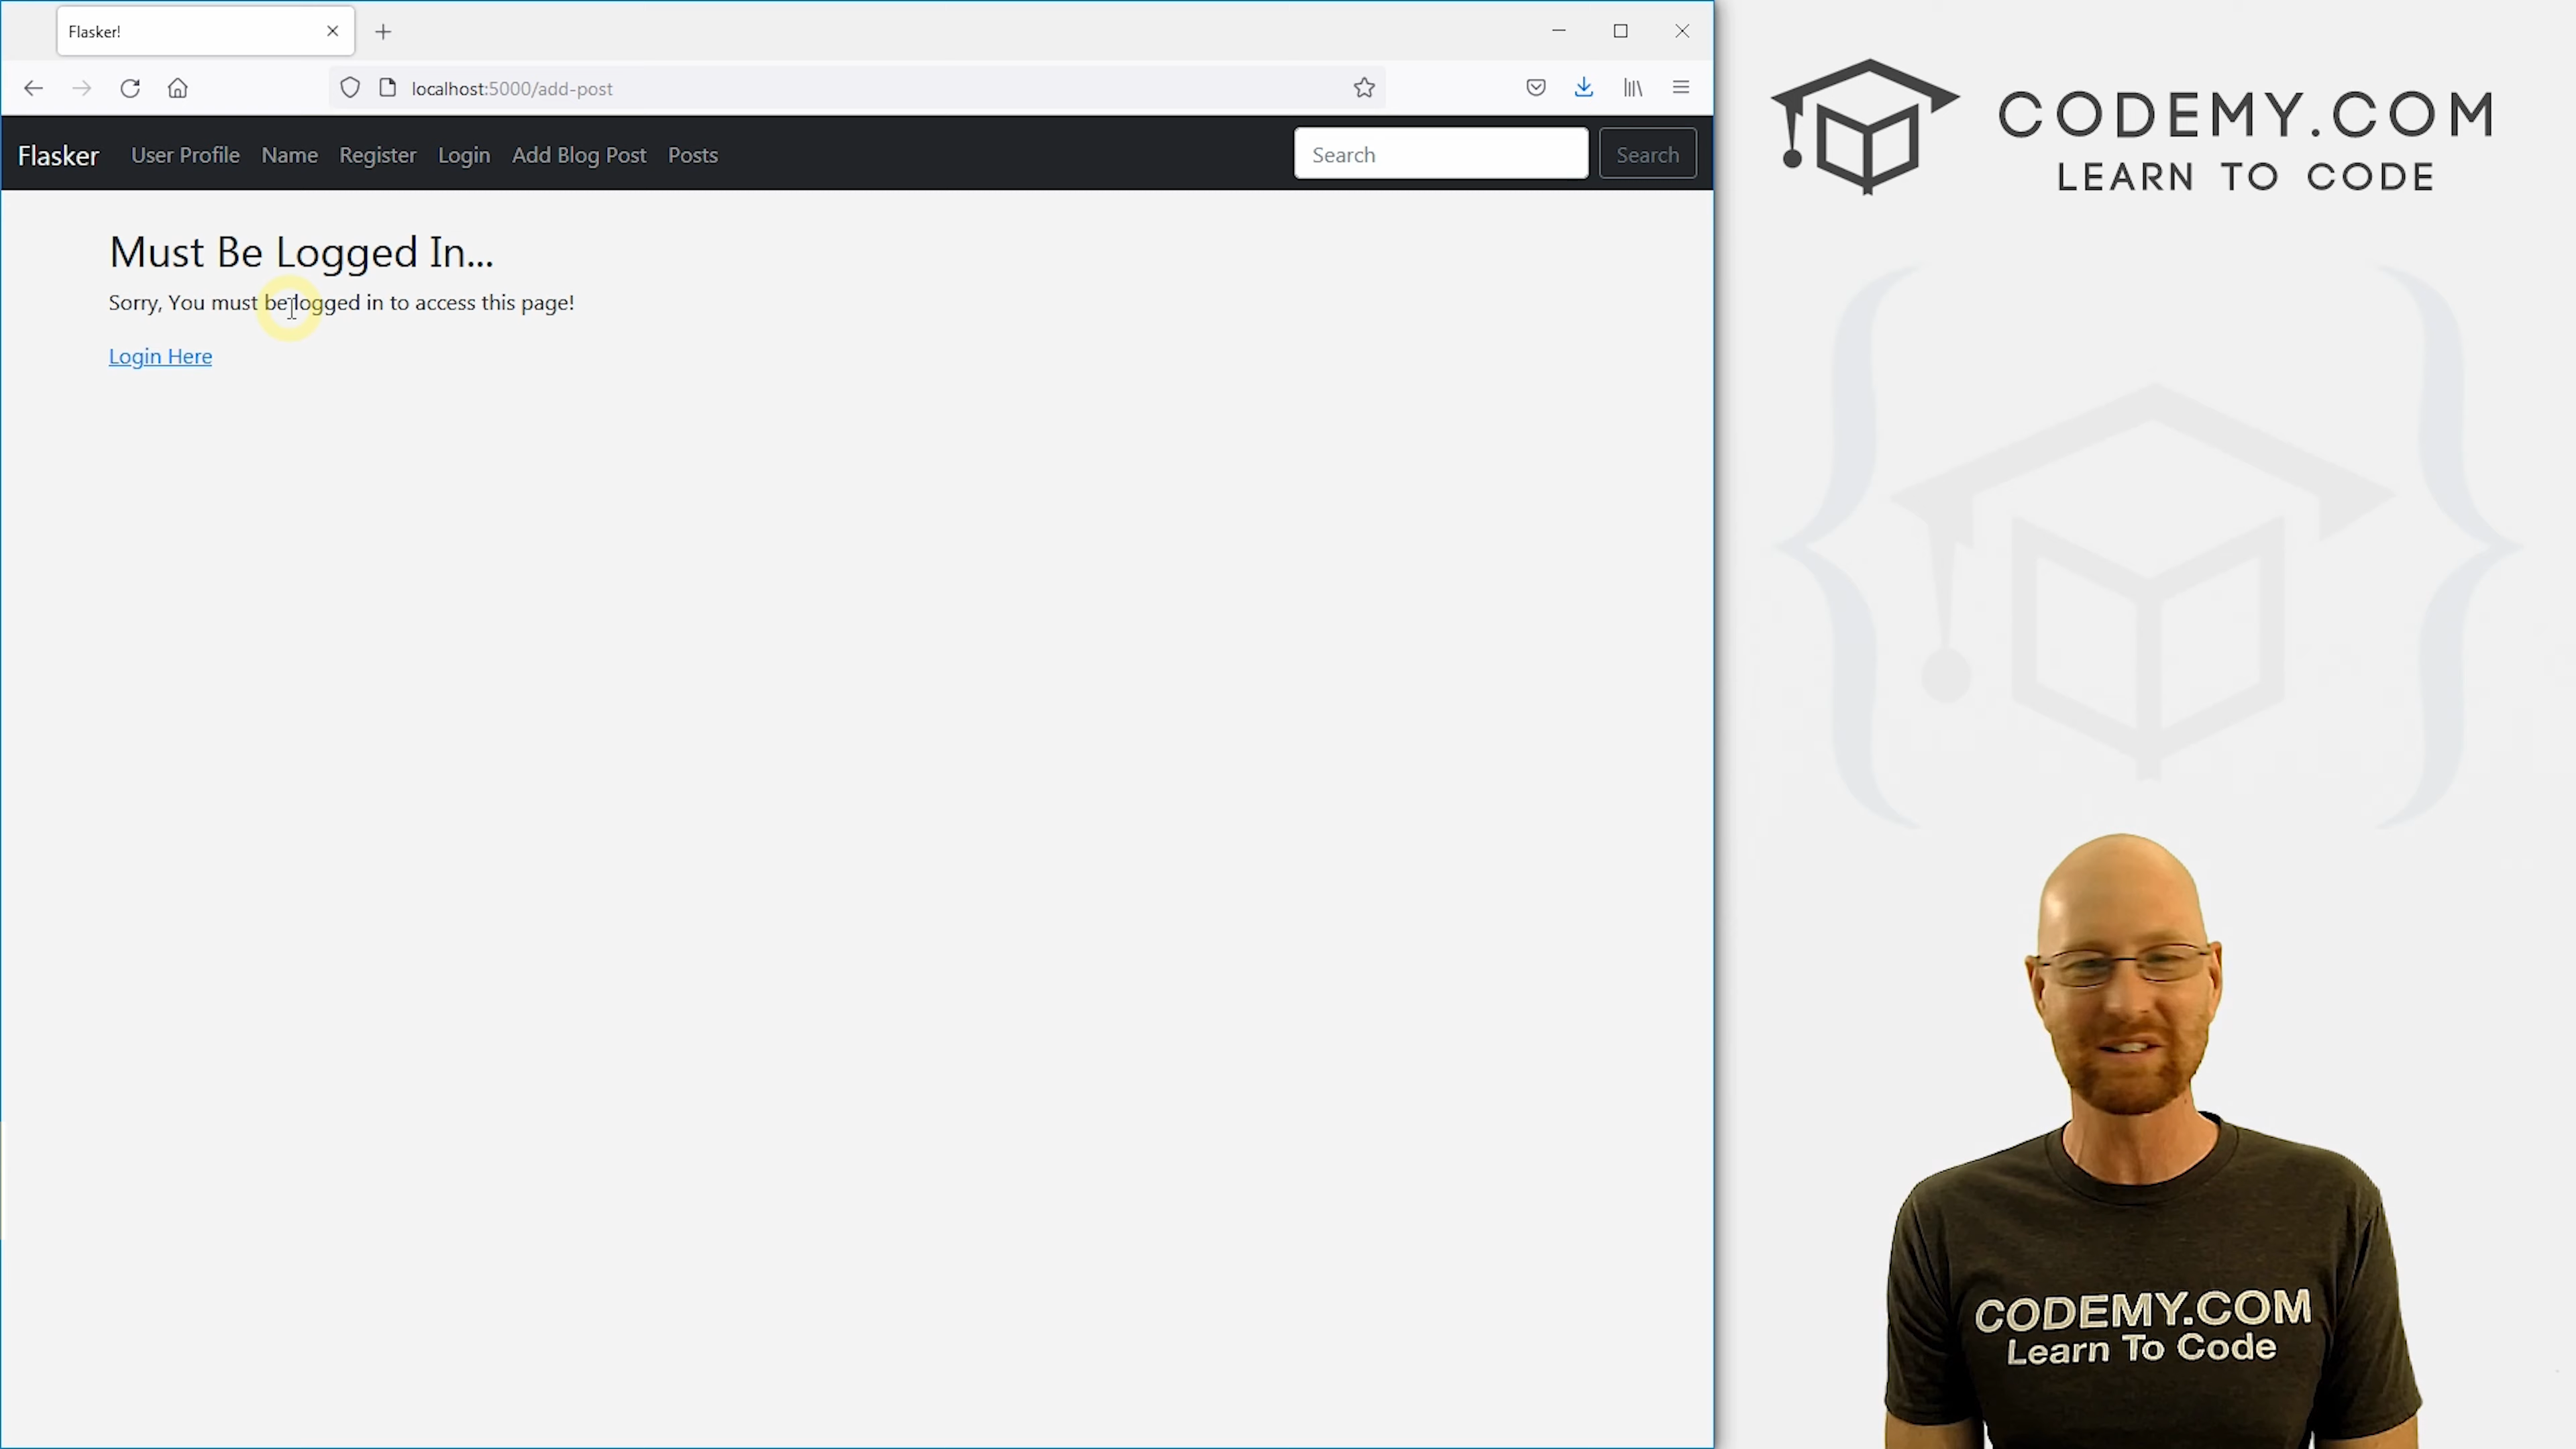 Flasker!
localhost:5000/add-post
Flasker User Profile Name Register Login Add Blog Post Posts Search Search
Must Be Logged In...
Sorry, You must be logged in to access this page!
Login Here
CODEMY.COM
LEARN TO CODE
CODEMY.COM
Learn To Code